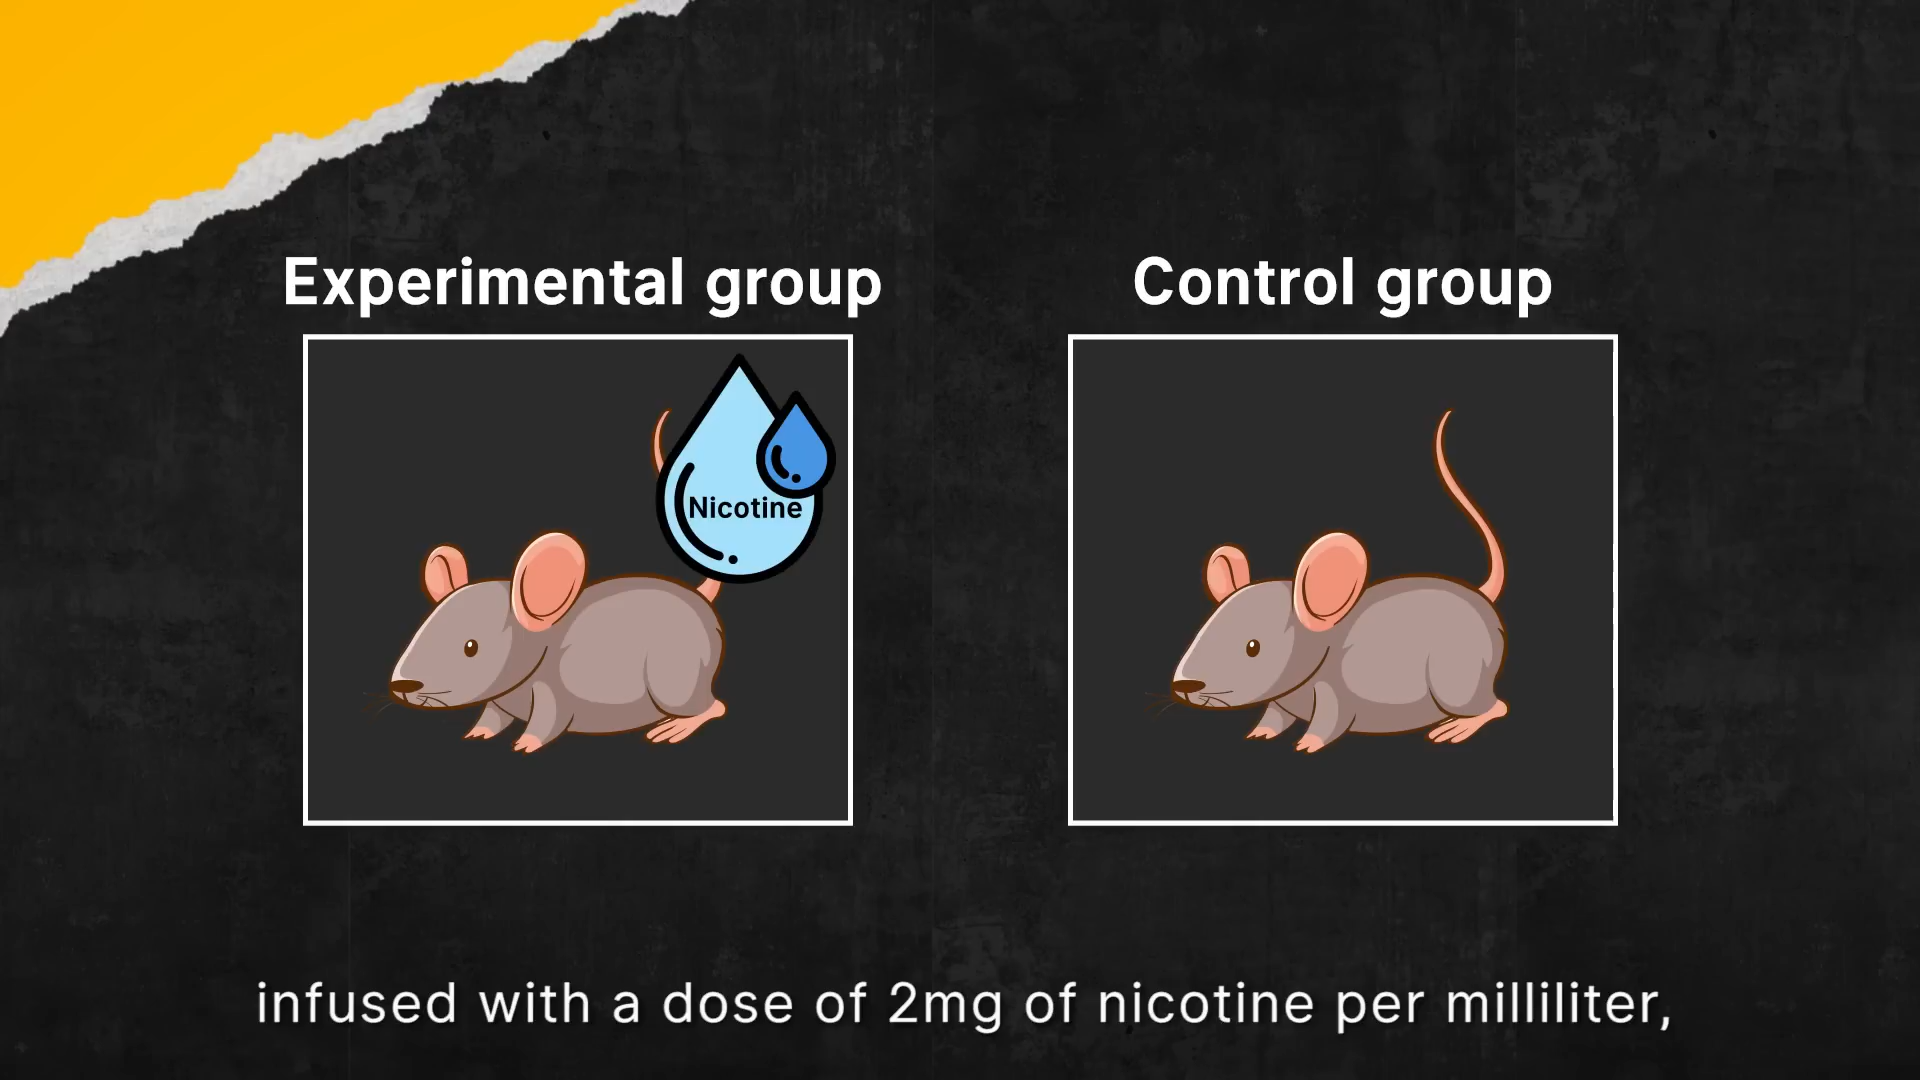 Experimental group
Control group
Nicotine
infused with a dose of 2mg of nicotine per milliliter,